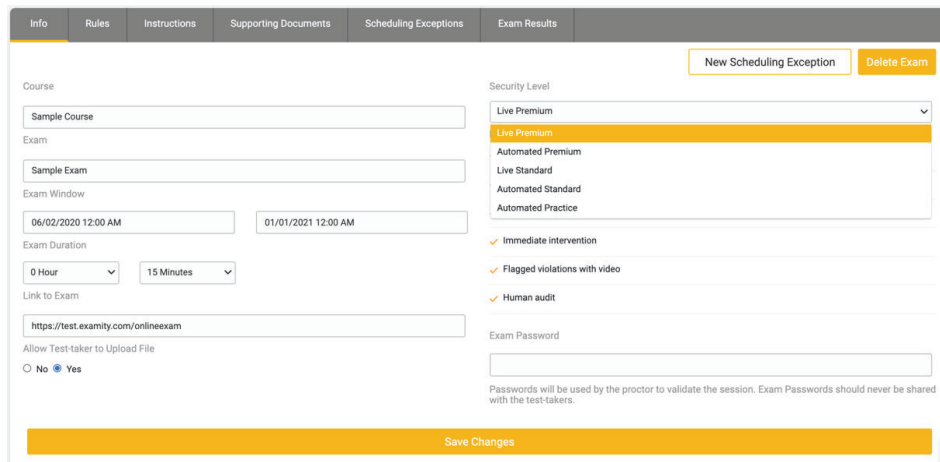 Info Rules Instructions Supporting Documents Scheduling Exceptions Exam Results
New Scheduling Exception Delete Exam
Course
Sample Course
Exam
Sample Exam
Exam Window
06/02/2020 12:00 AM 01/01/2021 12:00 AM
Exam Duration
0 Hour 15 Minutes
Link to Exam
https://test.examity.com/onlineexam
Allow Test-taker to Upload File
No Yes
Security Level
Live Premium
Live Premium
Automated Premium
Live Standard
Automated Standard
Automated Practice
Immediate intervention
Flagged violations with video
Human audit
Exam Password
Passwords will be used by the proctor to validate the session. Exam Passwords should never be shared
with the test-takers.
Save Changes